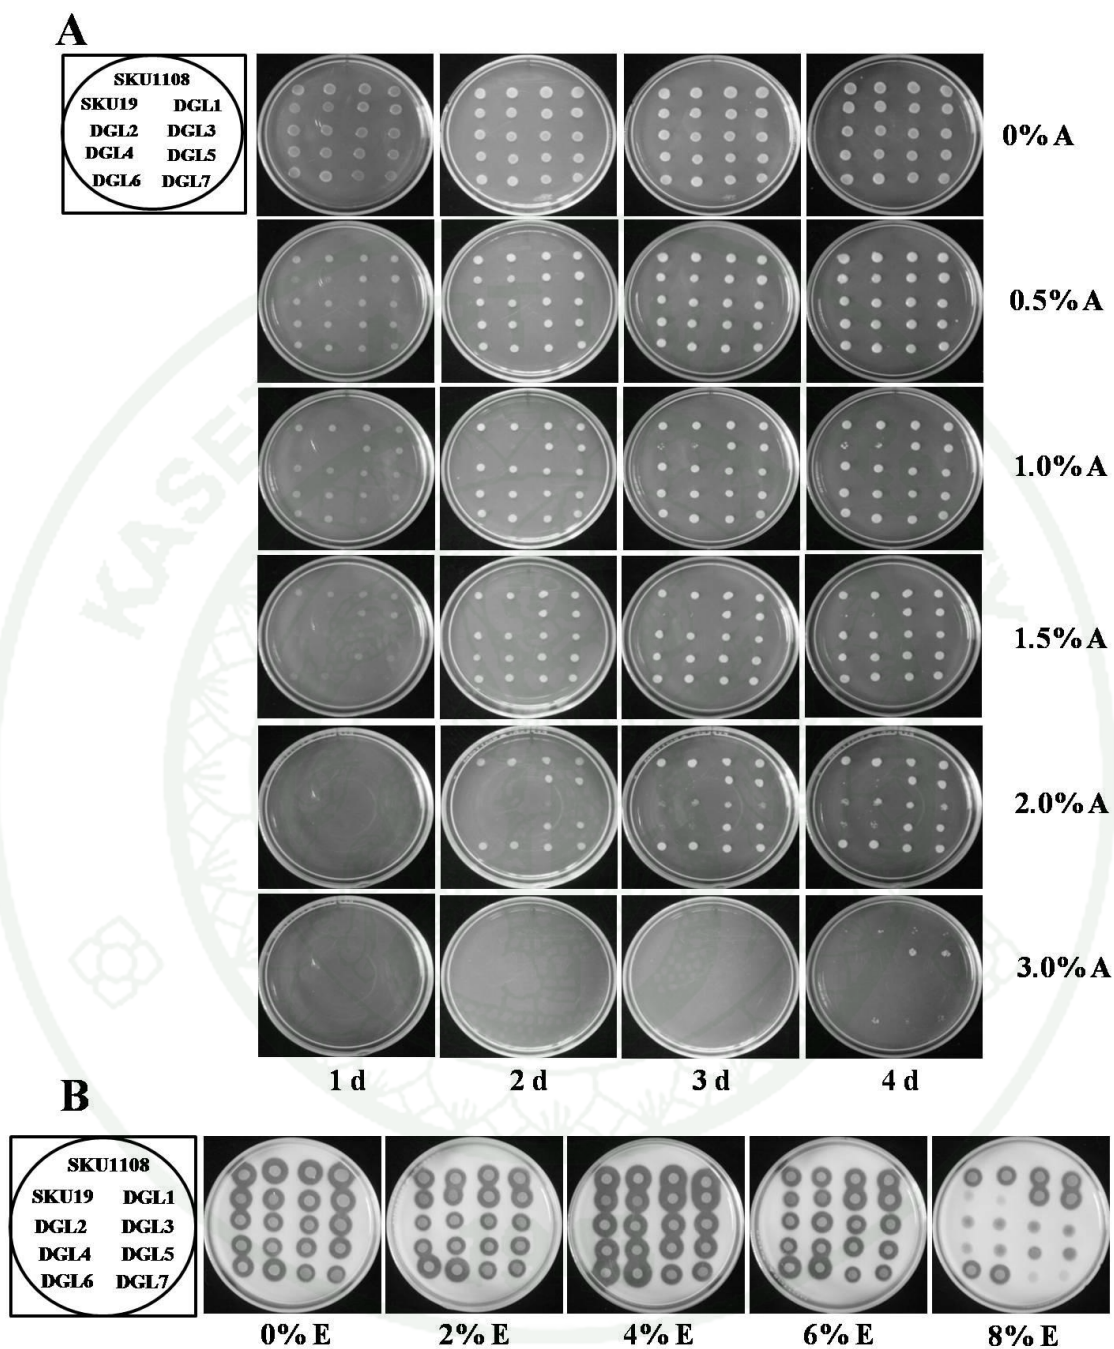 A
SKU1108
SKU19 DGL1
DGL2 DGL3
DGL4 DGL5
DGL6 DGL7
0% A
0.5% A
1.0% A
1.5% A
2.0% A
3.0% A
1 d 2 d 3 d 4 d
B
SKU1108
SKU19 DGL1
DGL2 DGL3
DGL4 DGL5
DGL6 DGL7
0% E 2% E 4% E 6% E 8% E